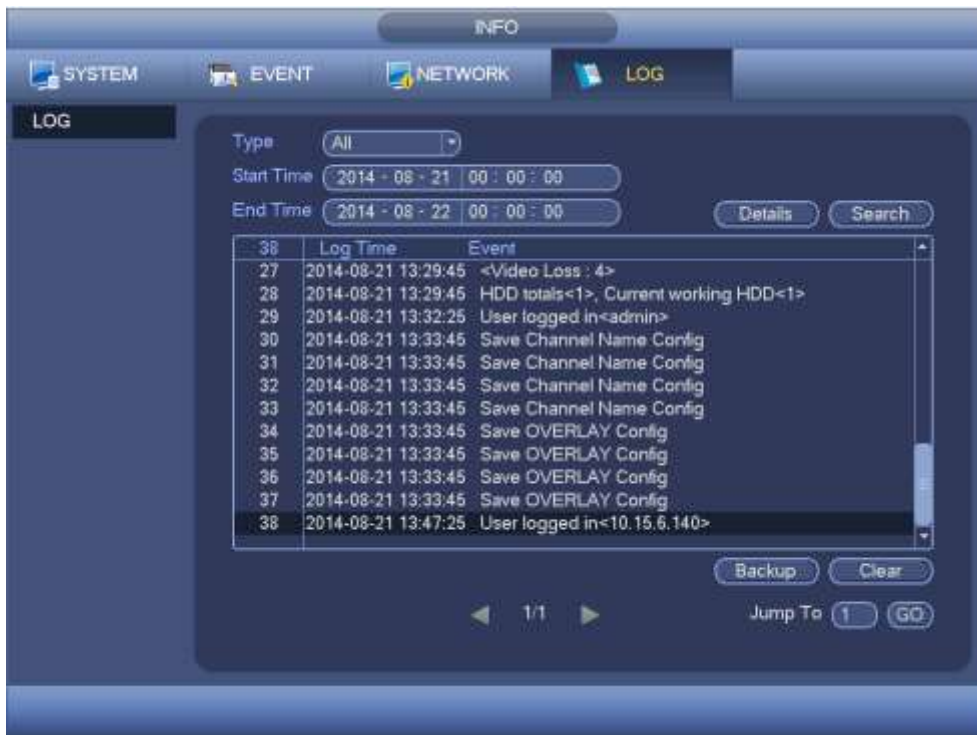 INFO
SYSTEM EVENT NETWORK LOG
LOG
Type All
Start Time 2014 - 08 - 21 00 : 00 : 00
End Time 2014 - 08 - 22 00 : 00 : 00 Details Search
38 Log Time Event
27 2014-08-21 13:29:45 <Video Loss : 4>
28 2014-08-21 13:29:45 HDD totals<1>, Current working HDD<1>
29 2014-08-21 13:32:25 User logged in<admin>
30 2014-08-21 13:33:45 Save Channel Name Config
31 2014-08-21 13:33:45 Save Channel Name Config
32 2014-08-21 13:33:45 Save Channel Name Config
33 2014-08-21 13:33:45 Save Channel Name Config
34 2014-08-21 13:33:45 Save OVERLAY Config
35 2014-08-21 13:33:45 Save OVERLAY Config
36 2014-08-21 13:33:45 Save OVERLAY Config
37 2014-08-21 13:33:45 Save OVERLAY Config
38 2014-08-21 13:47:25 User logged in<10.15.6.140>
Backup Clear
1/1 Jump To 1 GO